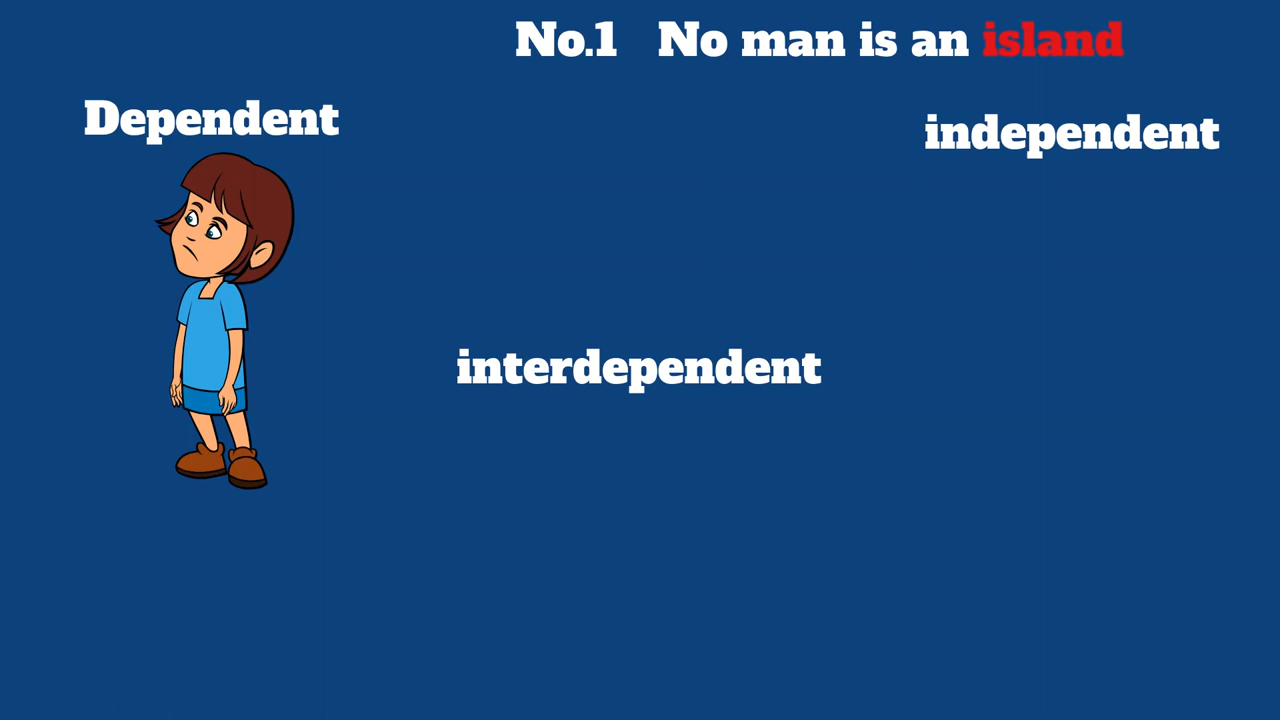 No.1 No man is an island
Dependent
independent
interdependent